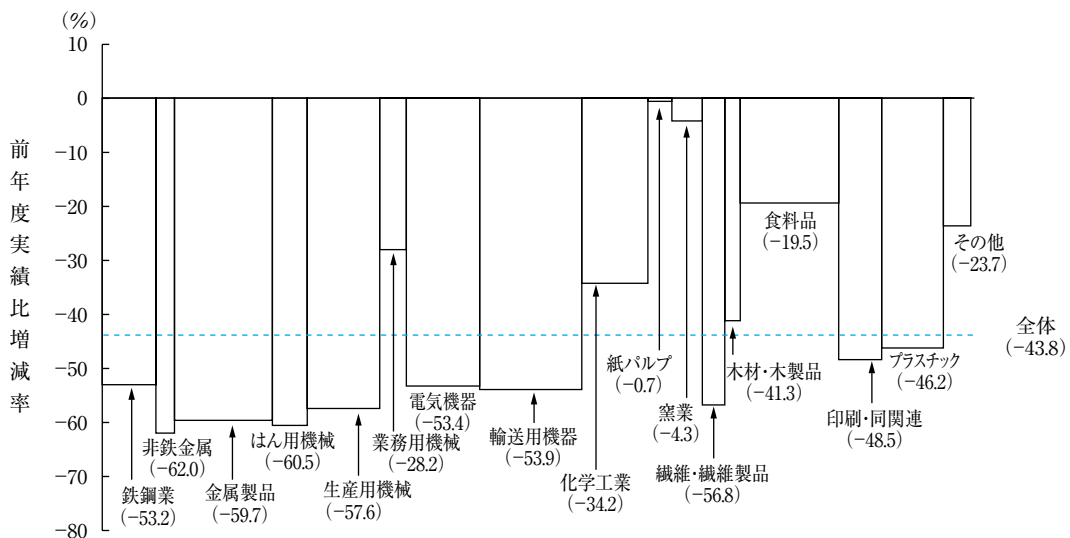 (%)
10
0
−10
−20
−30
−40
−50
−60
−70
−80
前年度実績比増減率
鉄鋼業
(−53.2)
非鉄金属
(−62.0)
金属製品
(−59.7)
はん用機械
(−60.5)
生産用機械
(−57.6)
業務用機械
(−28.2)
電気機器
(−53.4)
輸送用機器
(−53.9)
化学工業
(−34.2)
紙パルプ
(−0.7)
窯業
(−4.3)
繊維・繊維製品
(−56.8)
木材・木製品
(−41.3)
食料品
(−19.5)
印刷・同関連
(−48.5)
プラスチック
(−46.2)
その他
(−23.7)
全体
(−43.8)